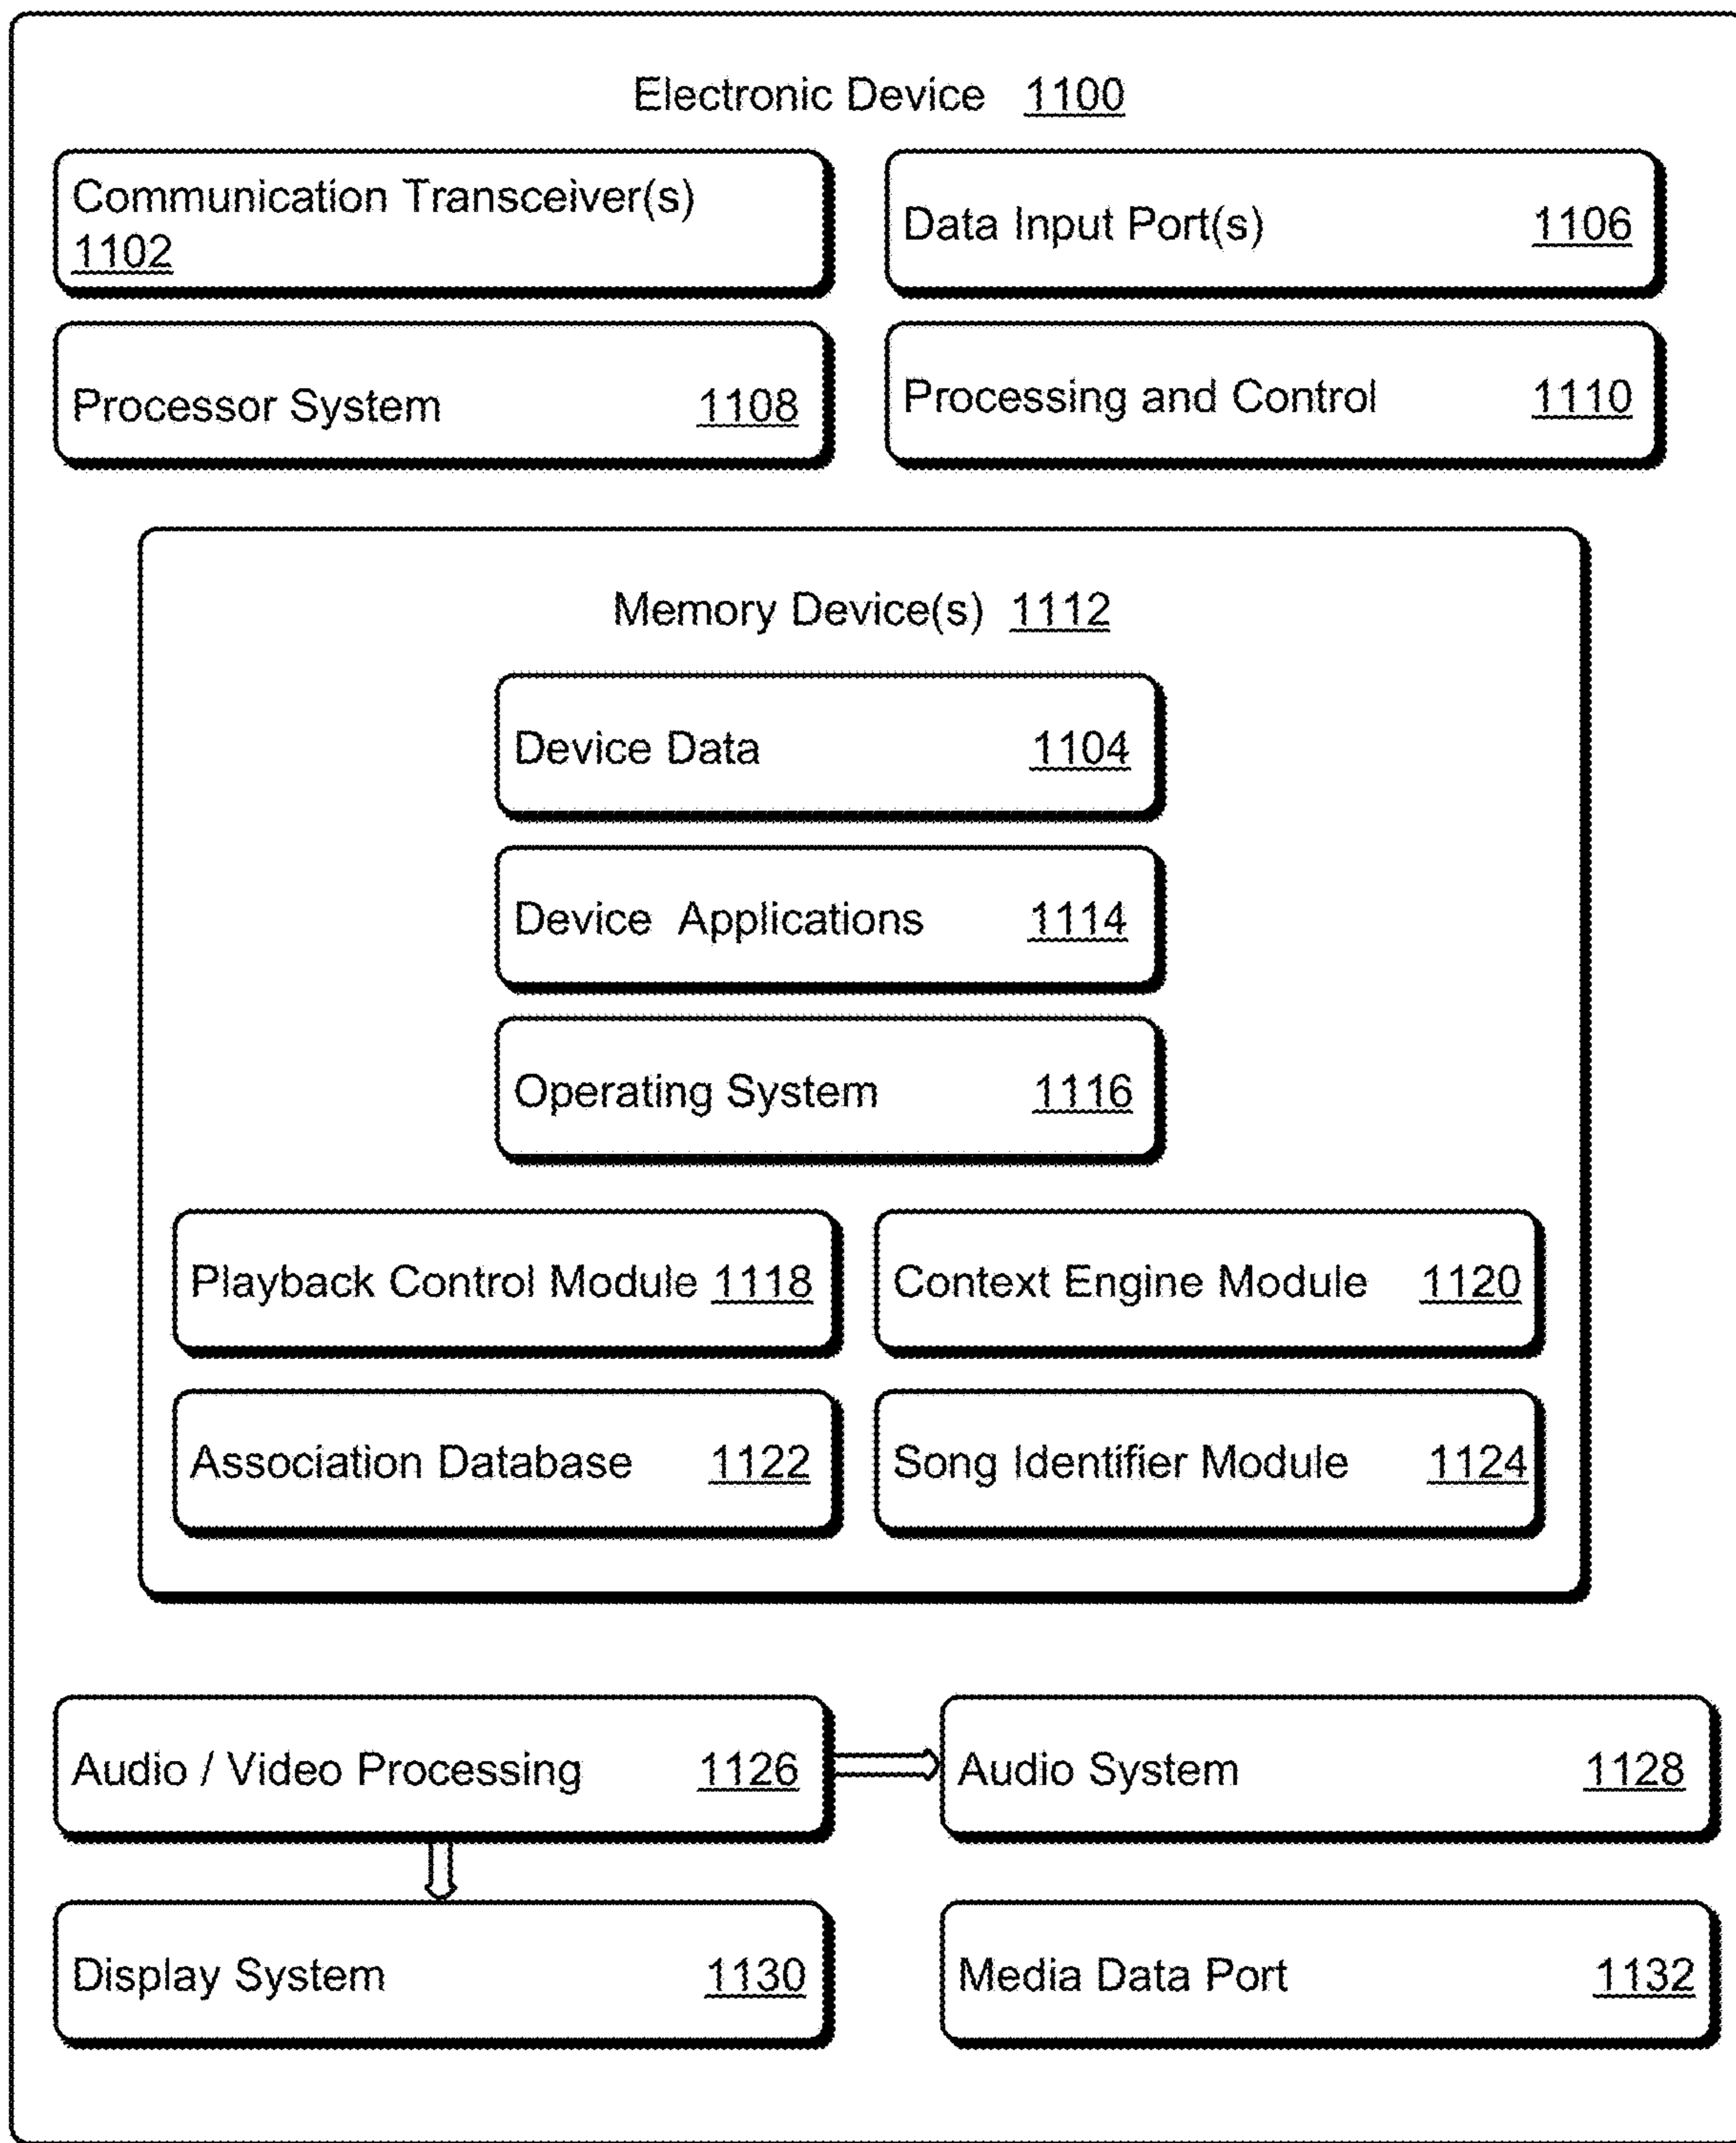 Electronic Device 1100
Communication Transceiver(s)
1102
Data Input Port(s) 1106
Processor System 1108
Processing and Control 1110
Memory Device(s) 1112
Device Data 1104
Device Applications 1114
Operating System 1116
Playback Control Module 1118
Context Engine Module 1120
Association Database 1122
Song Identifier Module 1124
Audio / Video Processing 1126
Audio System 1128
Display System 1130
Media Data Port 1132